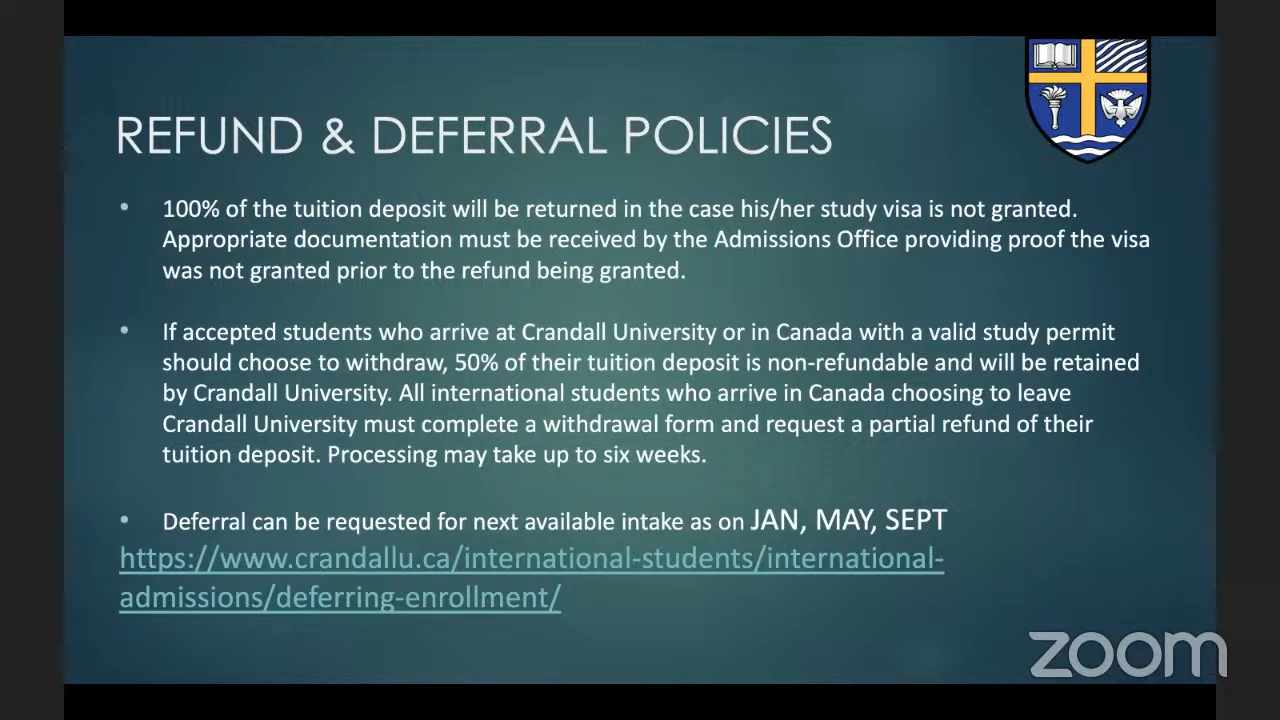 REFUND & DEFERRAL POLICIES
• 100% of the tuition deposit will be returned in the case his/her study visa is not granted.
Appropriate documentation must be received by the Admissions Office providing proof the visa
was not granted prior to the refund being granted.
• If accepted students who arrive at Crandall University or in Canada with a valid study permit
should choose to withdraw, 50% of their tuition deposit is non-refundable and will be retained
by Crandall University. All international students who arrive in Canada choosing to leave
Crandall University must complete a withdrawal form and request a partial refund of their
tuition deposit. Processing may take up to six weeks.
• Deferral can be requested for next available intake as on JAN, MAY, SEPT
https://www.crandallu.ca/international-students/international-
admissions/deferring-enrollment/
zoom